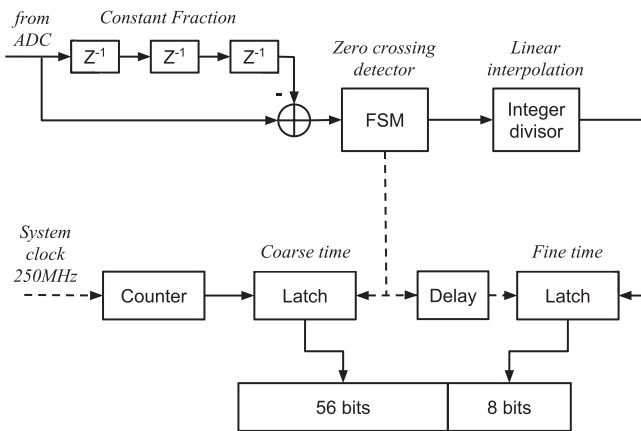 from
ADC
Constant Fraction
Z-1
Z-1
Z-1
-
Zero crossing
detector
FSM
Linear
interpolation
Integer
divisor
System
clock
250MHz
Counter
Coarse time
Latch
Delay
Fine time
Latch
56 bits
8 bits